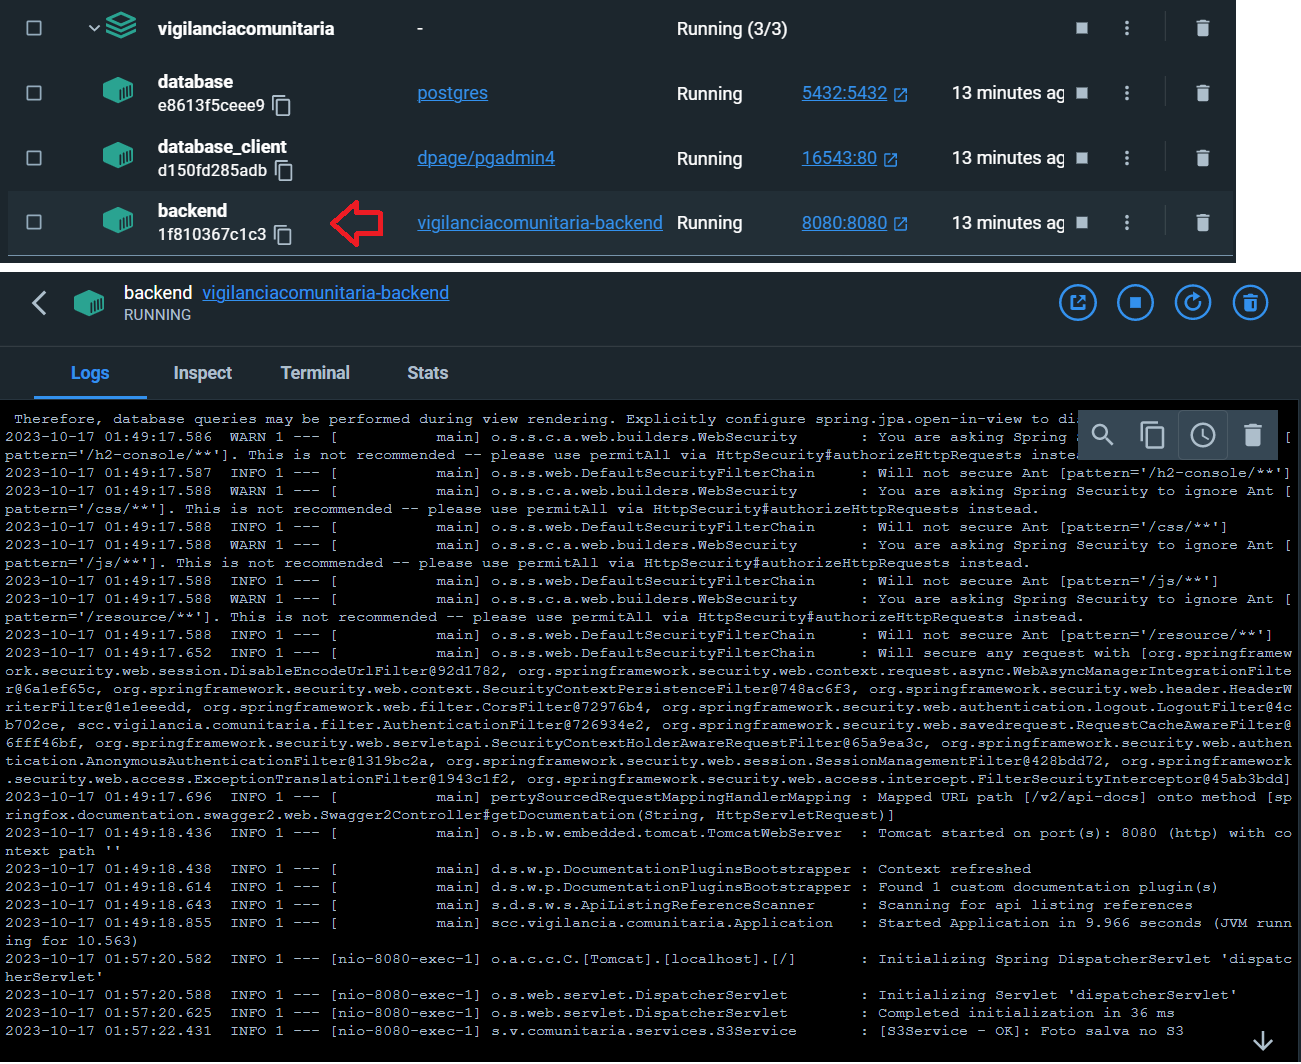 vigilanciacomunitaria - Running (3/3)
database
e8613f5ceee9 postgres Running 5432:5432 13 minutes ag
database_client
d150fd285adb dpage/pgadmin4 Running 16543:80 13 minutes ag
backend
1f810367c1c3 vigilanciacomunitaria-backend Running 8080:8080 13 minutes ag
backend vigilanciacomunitaria-backend
RUNNING
Logs Inspect Terminal Stats
Therefore, database queries may be performed during view rendering. Explicitly configure spring.jpa.open-in-view to di
2023-10-17 01:49:17.586  WARN 1 --- [           main] o.s.s.c.a.web.builders.WebSecurity       : You are asking Spring [
pattern='/h2-console/**']. This is not recommended -- please use permitAll via HttpSecurity#authorizeHttpRequests instea
2023-10-17 01:49:17.587  INFO 1 --- [           main] o.s.s.web.DefaultSecurityFilterChain     : Will not secure Ant [pattern='/h2-console/**']
2023-10-17 01:49:17.588  WARN 1 --- [           main] o.s.s.c.a.web.builders.WebSecurity       : You are asking Spring Security to ignore Ant [
pattern='/css/**']. This is not recommended -- please use permitAll via HttpSecurity#authorizeHttpRequests instead.
2023-10-17 01:49:17.588  INFO 1 --- [           main] o.s.s.web.DefaultSecurityFilterChain     : Will not secure Ant [pattern='/css/**']
2023-10-17 01:49:17.588  WARN 1 --- [           main] o.s.s.c.a.web.builders.WebSecurity       : You are asking Spring Security to ignore Ant [
pattern='/js/**']. This is not recommended -- please use permitAll via HttpSecurity#authorizeHttpRequests instead.
2023-10-17 01:49:17.588  INFO 1 --- [           main] o.s.s.web.DefaultSecurityFilterChain     : Will not secure Ant [pattern='/js/**']
2023-10-17 01:49:17.588  WARN 1 --- [           main] o.s.s.c.a.web.builders.WebSecurity       : You are asking Spring Security to ignore Ant [
pattern='/resource/**']. This is not recommended -- please use permitAll via HttpSecurity#authorizeHttpRequests instead.
2023-10-17 01:49:17.588  INFO 1 --- [           main] o.s.s.web.DefaultSecurityFilterChain     : Will not secure Ant [pattern='/resource/**']
2023-10-17 01:49:17.652  INFO 1 --- [           main] o.s.s.web.DefaultSecurityFilterChain     : Will secure any request with [org.springframew
ork.security.web.session.DisableEncodeUrlFilter@92d1782, org.springframework.security.web.context.request.async.WebAsyncManagerIntegrationFilte
r@6a1ef65c, org.springframework.security.web.context.SecurityContextPersistenceFilter@748ac6f3, org.springframework.security.web.header.HeaderW
riterFilter@1e1eeedd, org.springframework.web.filter.CorsFilter@72976b4, org.springframework.security.web.authentication.logout.LogoutFilter@4c
b702ce, scc.vigilancia.comunitaria.filter.AuthenticationFilter@726934e2, org.springframework.security.web.savedrequest.RequestCacheAwareFilter@
6fff46bf, org.springframework.security.web.servletapi.SecurityContextHolderAwareRequestFilter@65a9ea3c, org.springframework.security.web.authen
tication.AnonymousAuthenticationFilter@1319bc2a, org.springframework.security.web.session.SessionManagementFilter@428bdd72, org.springframework
.security.web.access.ExceptionTranslationFilter@1943c1f2, org.springframework.security.web.access.intercept.FilterSecurityInterceptor@45ab3bdd]
2023-10-17 01:49:17.696  INFO 1 --- [           main] pertySourcedRequestMappingHandlerMapping : Mapped URL path [/v2/api-docs] onto method [sp
ringfox.documentation.swagger2.web.Swagger2Controller#getDocumentation(String, HttpServletRequest)]
2023-10-17 01:49:18.436  INFO 1 --- [           main] o.s.b.w.embedded.tomcat.TomcatWebServer  : Tomcat started on port(s): 8080 (http) with co
ntext path ''
2023-10-17 01:49:18.438  INFO 1 --- [           main] d.s.w.p.DocumentationPluginsBootstrapper : Context refreshed
2023-10-17 01:49:18.614  INFO 1 --- [           main] d.s.w.p.DocumentationPluginsBootstrapper : Found 1 custom documentation plugin(s)
2023-10-17 01:49:18.643  INFO 1 --- [           main] s.d.s.w.s.ApiListingReferenceScanner     : Scanning for api listing references
2023-10-17 01:49:18.855  INFO 1 --- [           main] scc.vigilancia.comunitaria.Application   : Started Application in 9.966 seconds (JVM runn
ing for 10.563)
2023-10-17 01:57:20.582  INFO 1 --- [nio-8080-exec-1] o.a.c.c.C.[Tomcat].[localhost].[/]       : Initializing Spring DispatcherServlet 'dispatc
herServlet'
2023-10-17 01:57:20.588  INFO 1 --- [nio-8080-exec-1] o.s.web.servlet.DispatcherServlet        : Initializing Servlet 'dispatcherServlet'
2023-10-17 01:57:20.625  INFO 1 --- [nio-8080-exec-1] o.s.web.servlet.DispatcherServlet        : Completed initialization in 36 ms
2023-10-17 01:57:22.431  INFO 1 --- [nio-8080-exec-1] s.v.comunitaria.services.S3Service       : [S3Service - OK]: Foto salva no S3